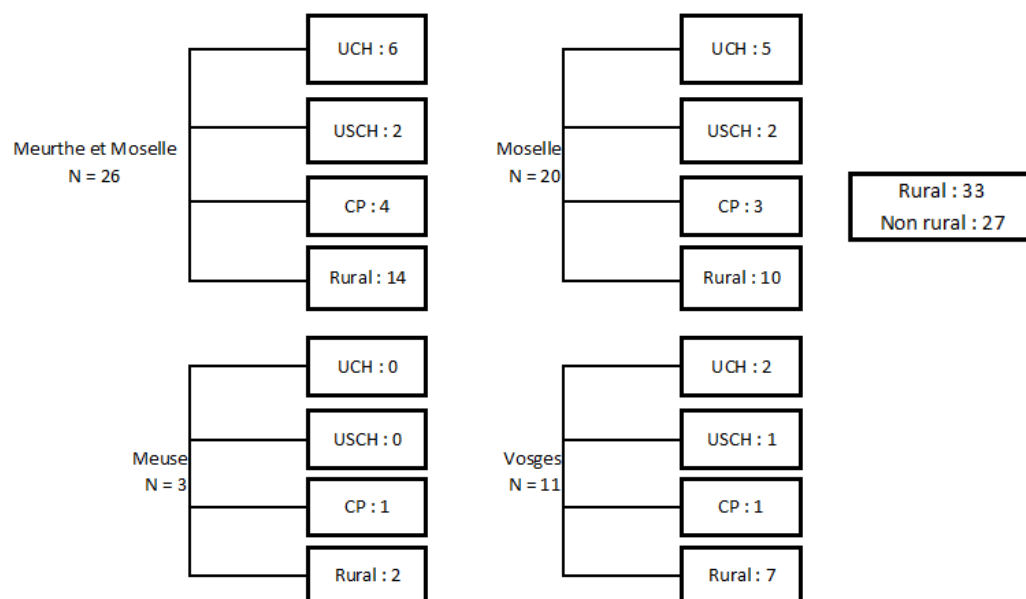 UCH : 6
USCH : 2
Meurthe et Moselle
N = 26
CP : 4
Rural : 14
UCH : 5
USCH : 2
Moselle
N = 20
CP : 3
Rural : 10
Rural : 33
Non rural : 27
UCH : 0
USCH : 0
Meuse
N = 3
CP : 1
Rural : 2
UCH : 2
USCH : 1
Vosges
N = 11
CP : 1
Rural : 7